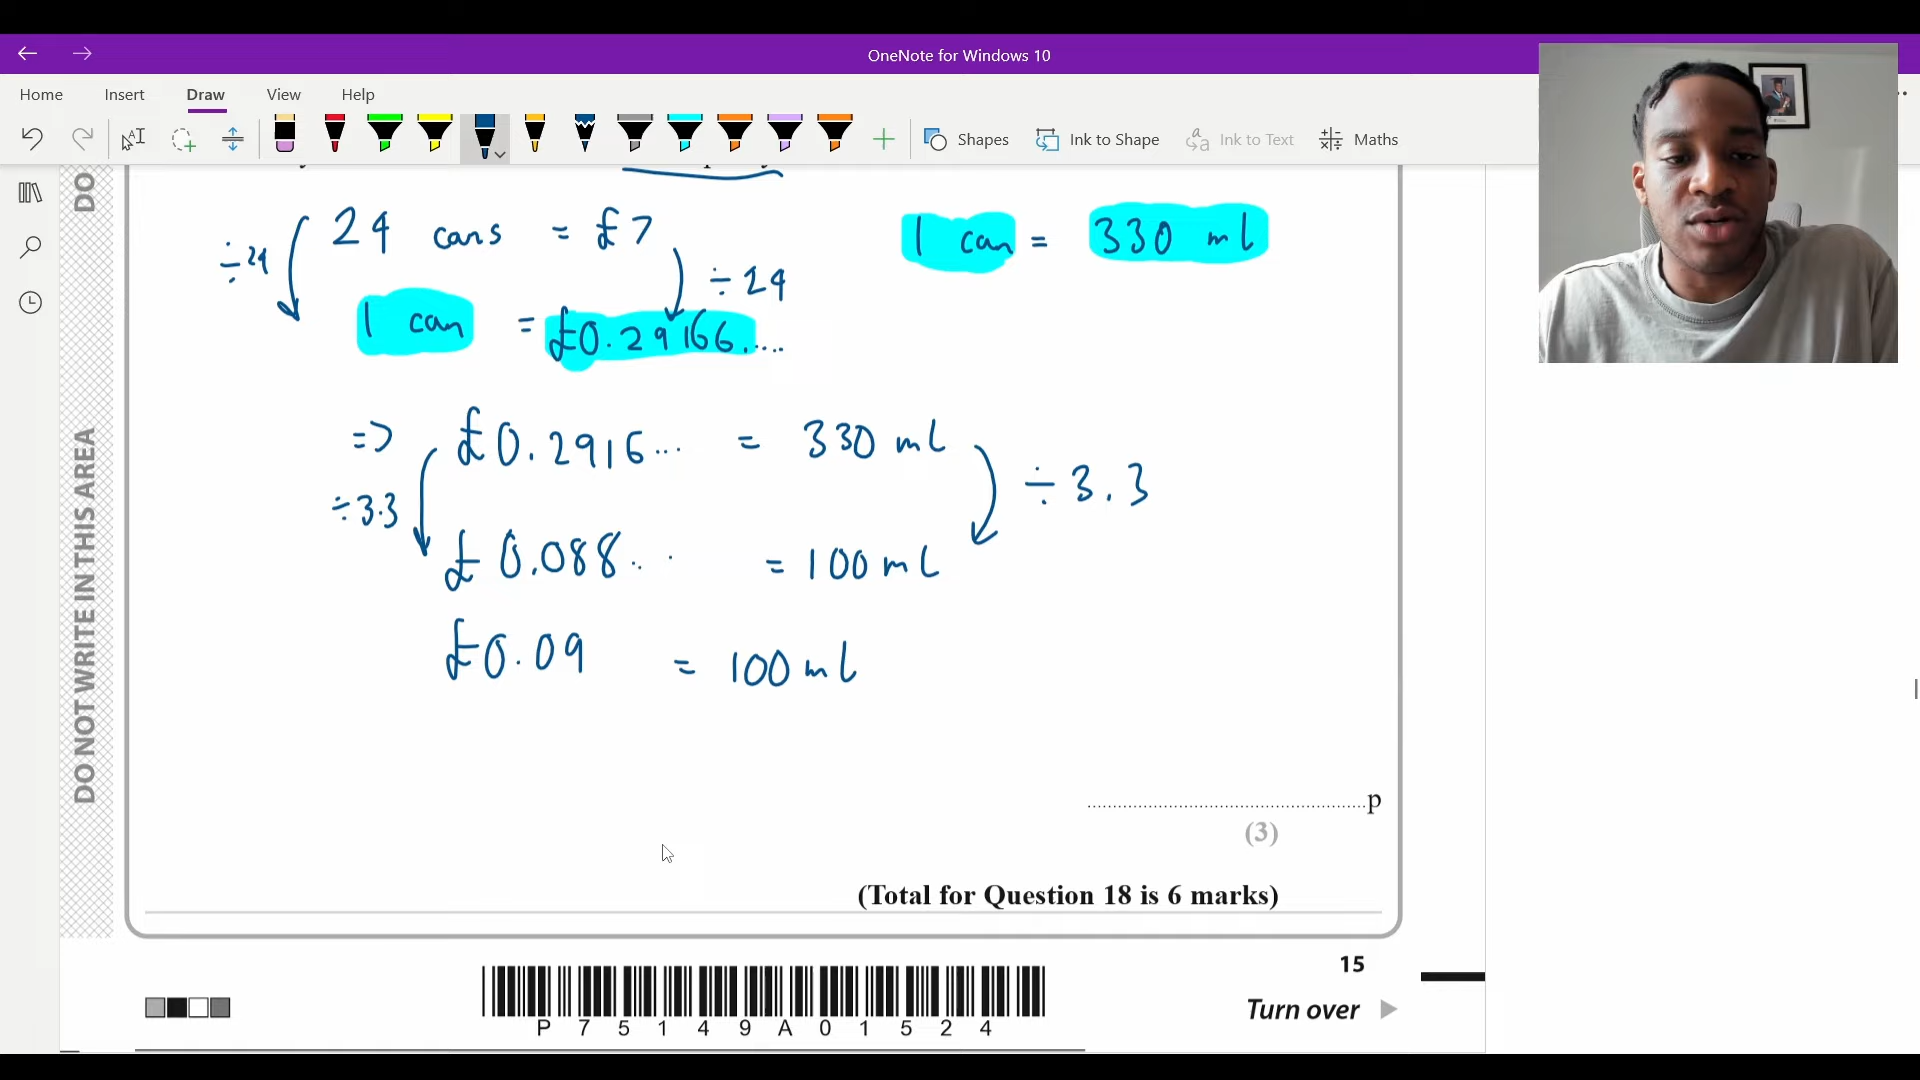 OneNote for Windows 10
Home Insert Draw View Help
Shapes Ink to Shape Ink to Text Maths
DO
DO NOT WRITE IN THIS AREA
24 cans = £7
÷24
÷24
1 can = 330 ml
1 can = £0.29166....
=> £0.2916... = 330 ml
÷3.3
÷3.3
£0.088... = 100 ml
£0.09 = 100 ml
p
(3)
(Total for Question 18 is 6 marks)
15
P 7 5 1 4 9 A 0 1 5 2 4
Turn over